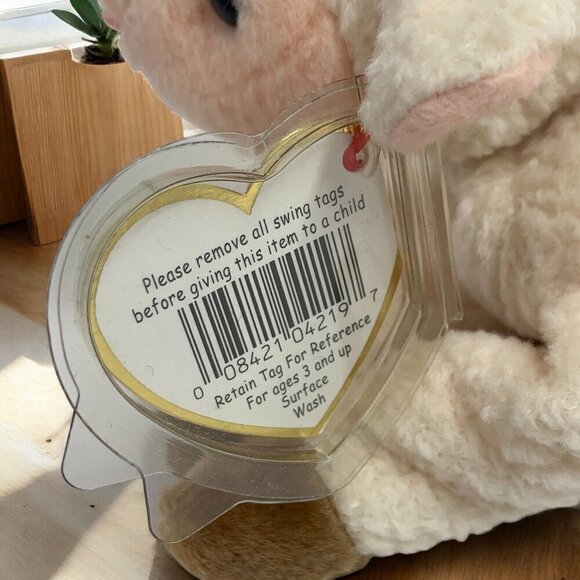 Please remove all swing tags
before giving this item to a child
0 08421 04219 7
Retain Tag For Reference
For ages 3 and up
Surface
Wash